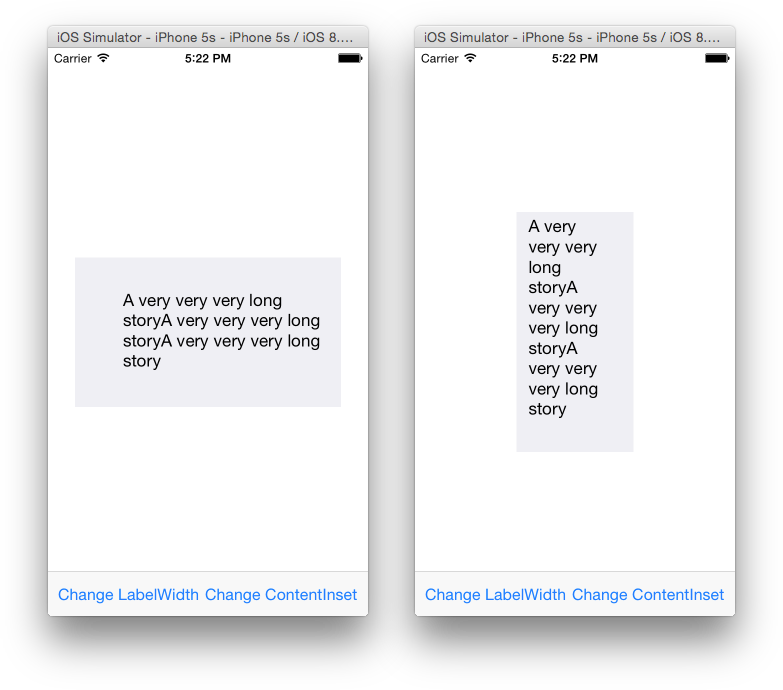 iOS Simulator - iPhone 5s - iPhone 5s / iOS 8....
Carrier 5:22 PM
A very very very long
storyA very very very long
storyA very very very long
story
Change LabelWidth Change ContentInset
iOS Simulator - iPhone 5s - iPhone 5s / iOS 8....
Carrier 5:22 PM
A very
very very
long
storyA
very very
very long
storyA
very very
very long
story
Change LabelWidth Change ContentInset